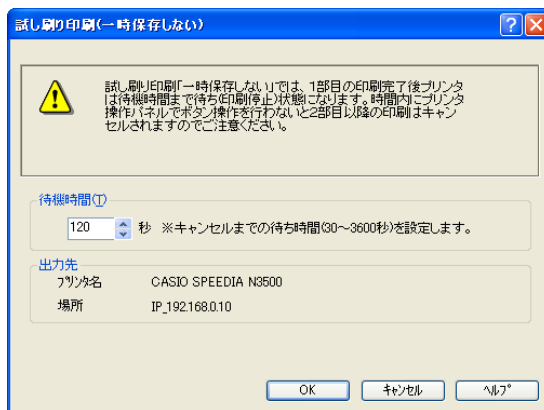 試し刷り印刷(一時保存しない)
試し刷り印刷「一時保存しない」では、1部目の印刷完了後プリンタ
は待機時間まで待ち(印刷停止)状態になります。時間内にプリンタ
操作パネルでボタン操作を行わないと2部目以降の印刷はキャン
セルされますのでご注意ください。
待機時間(T)
120 秒 ※キャンセルまでの待ち時間(30～3600秒)を設定します。
出力先
プリンタ名 CASIO SPEEDIA N3500
場所 IP_192.168.0.10
OK キャンセル ヘルプ